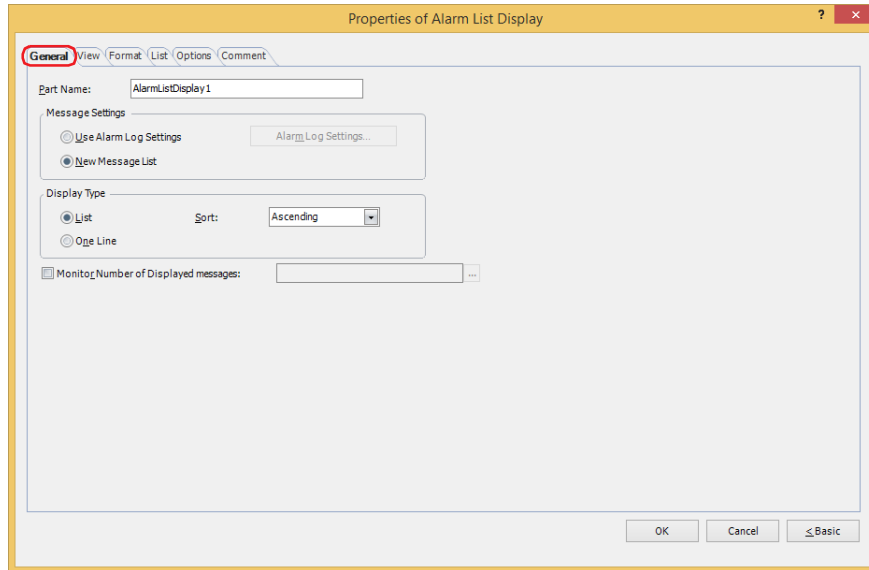 Properties of Alarm List Display ? ×
General View Format List Options Comment
Part Name: AlarmListDisplay1
Message Settings
Use Alarm Log Settings Alarm Log Settings...
New Message List
Display Type
List Sort: Ascending
One Line
Monitor Number of Displayed messages: ...
OK Cancel < Basic